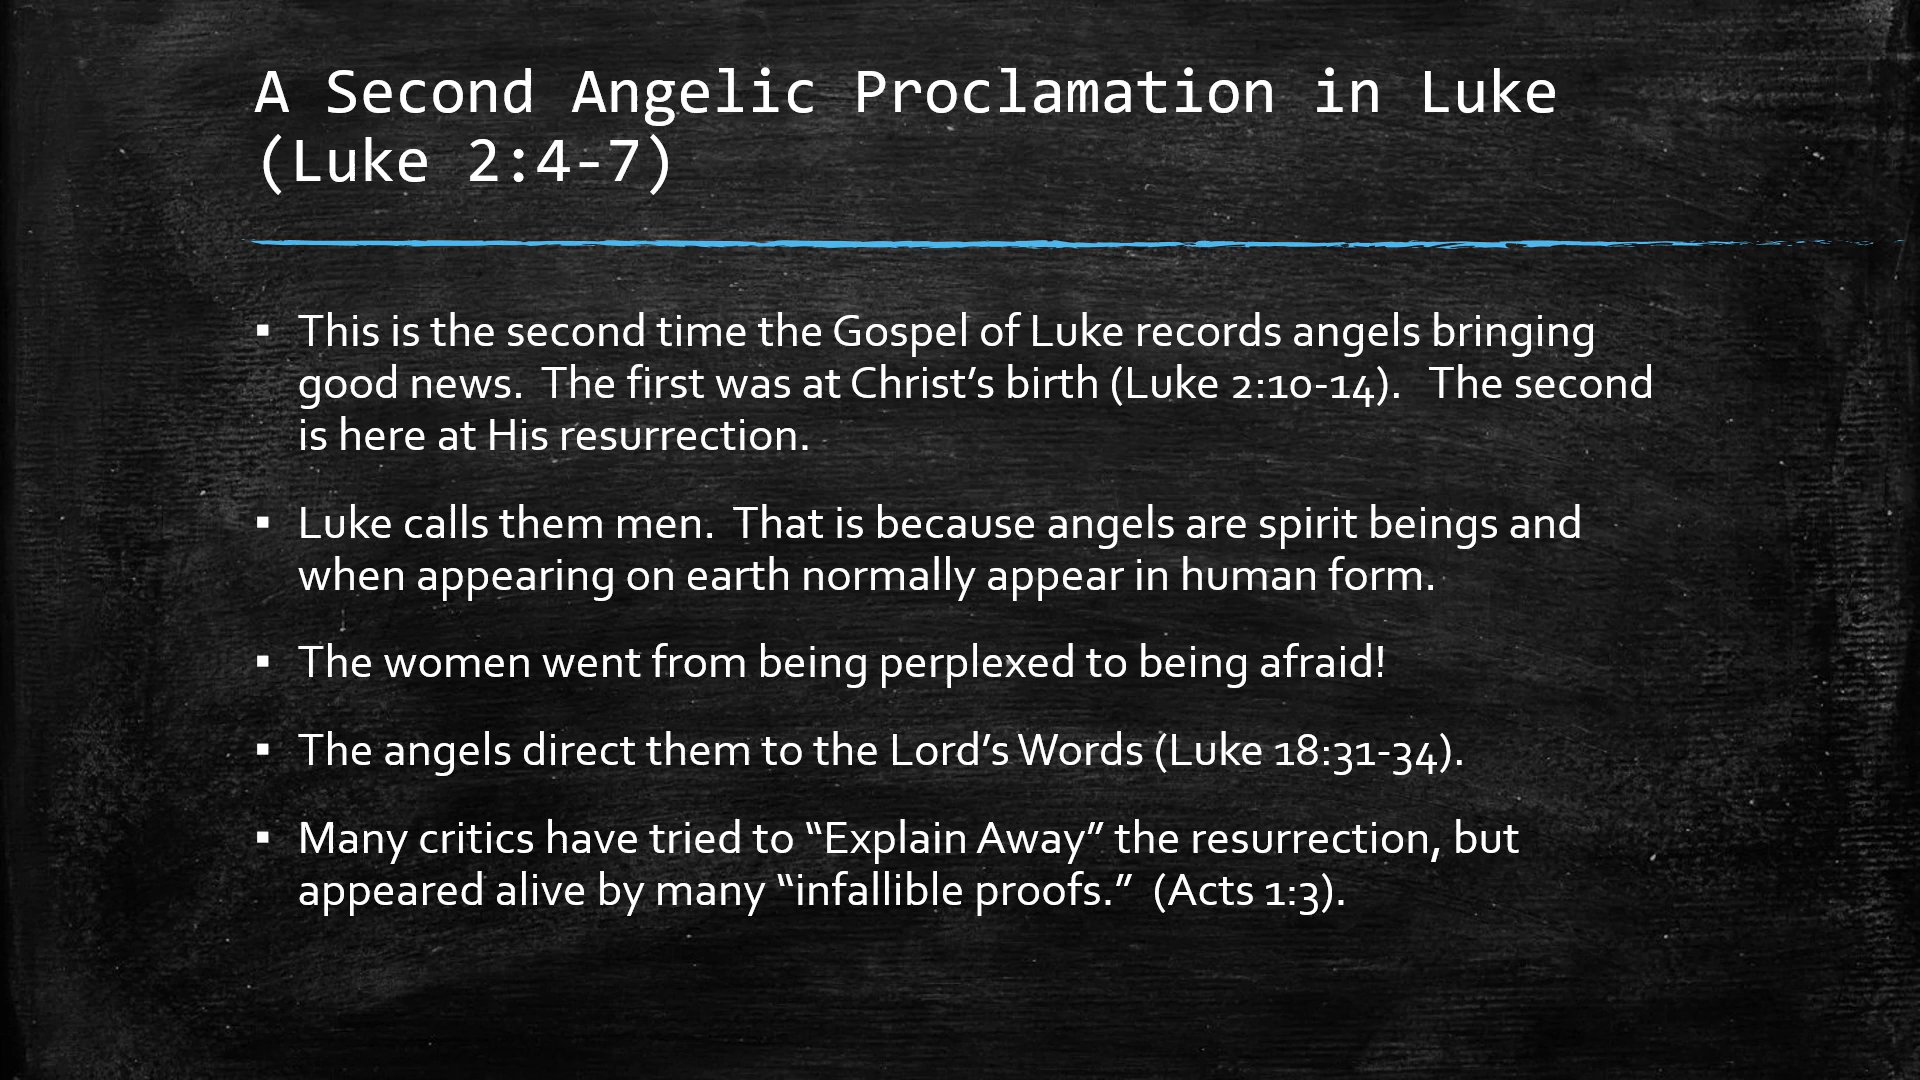 A Second Angelic Proclamation in Luke
(Luke 2:4-7)
▪ This is the second time the Gospel of Luke records angels bringing
good news.  The first was at Christ’s birth (Luke 2:10-14).   The second
is here at His resurrection.
▪ Luke calls them men.  That is because angels are spirit beings and
when appearing on earth normally appear in human form.
▪ The women went from being perplexed to being afraid!
▪ The angels direct them to the Lord’s Words (Luke 18:31-34).
▪ Many critics have tried to “Explain Away” the resurrection, but
appeared alive by many “infallible proofs.”  (Acts 1:3).